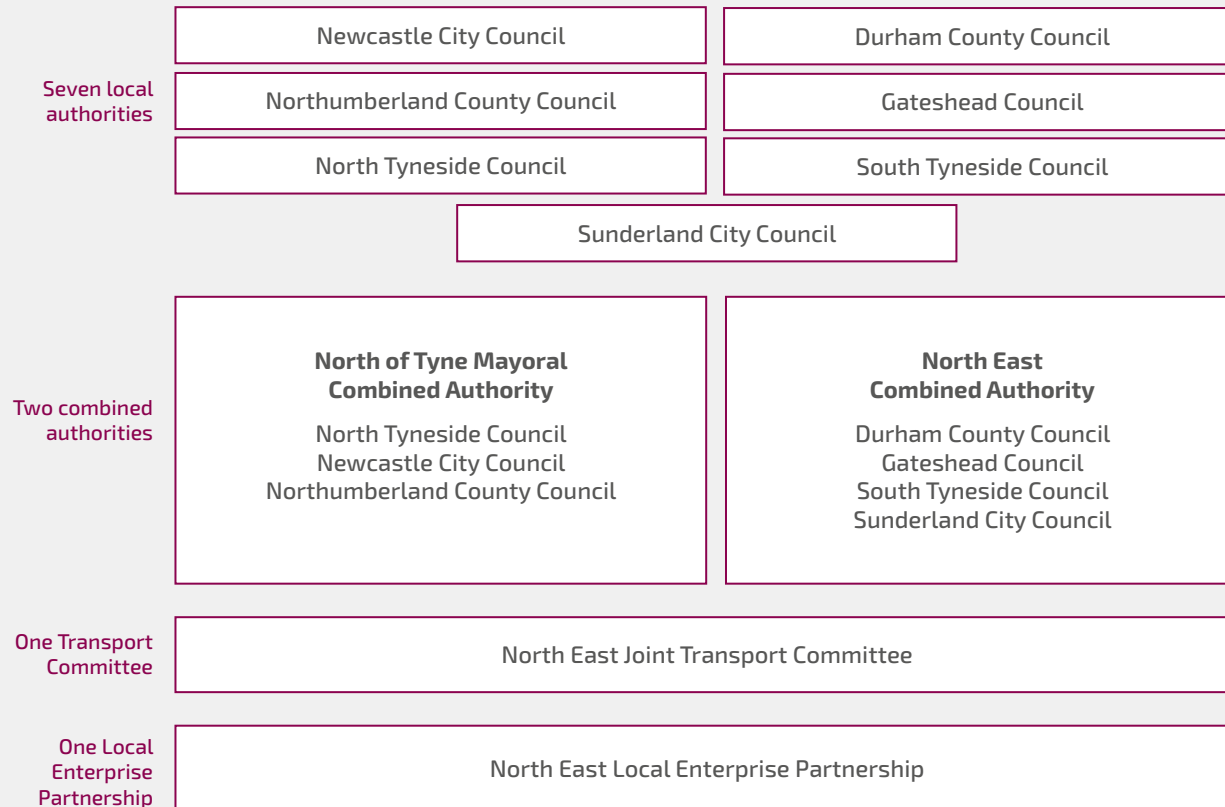 Seven local
authorities
Newcastle City Council
Durham County Council
Northumberland County Council
Gateshead Council
North Tyneside Council
South Tyneside Council
Sunderland City Council
Two combined
authorities
North of Tyne Mayoral
Combined Authority
North Tyneside Council
Newcastle City Council
Northumberland County Council
North East
Combined Authority
Durham County Council
Gateshead Council
South Tyneside Council
Sunderland City Council
One Transport
Committee
North East Joint Transport Committee
One Local
Enterprise
Partnership
North East Local Enterprise Partnership